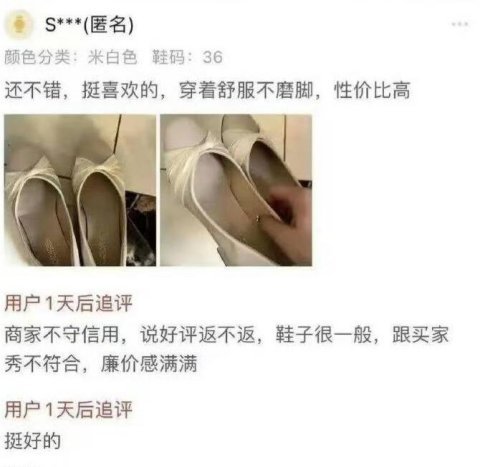 S***(匿名)
颜色分类：米白色 鞋码：36
还不错，挺喜欢的，穿着舒服不磨脚，性价比高
用户1天后追评
商家不守信用，说好评返不返，鞋子很一般，跟买家
秀不符合，廉价感满满
用户1天后追评
挺好的